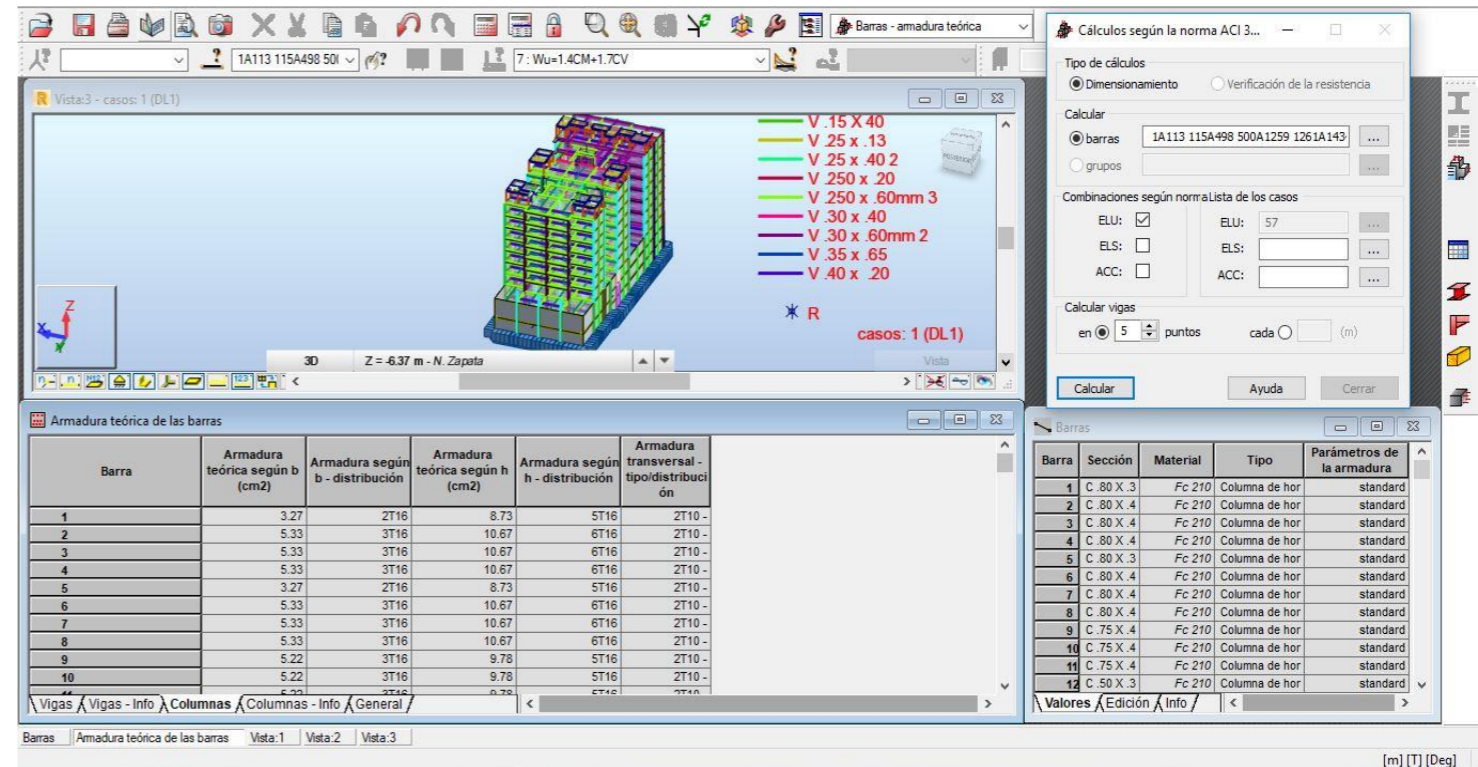 Barras - armadura teórica
1A113 115A498 50(
7 : Wu=1.4CM+1.7CV
Vista:3 - casos: 1 (DL1)
V .15 X 40
V .25 x .13
V .25 x .40 2
V .250 x .20
V .250 x .60mm 3
V .30 x .40
V .30 x .60mm 2
V .35 x .65
V .40 x .20
R
casos: 1 (DL1)
Z
x
Y
3D Z = -6.37 m - N. Zapata
Vista
Cálculos según la norma ACI 3...
Tipo de cálculos
Dimensionamiento Verificación de la resistencia
Calcular
barras 1A113 115A498 500A1259 1261A143 ...
grupos ...
Combinaciones según norma Lista de los casos
ELU: ELU: 57 ...
ELS: ELS: ...
ACC: ACC: ...
Calcular vigas
en 5 puntos cada (m)
Calcular Ayuda Cerrar
Armadura teórica de las barras
Barra Armadura teórica según b (cm2) Armadura según b - distribución Armadura teórica según h (cm2) Armadura según h - distribución Armadura transversal - tipo/distribuci ón
1 3.27 2T16 8.73 5T16 2T10 -
2 5.33 3T16 10.67 6T16 2T10 -
3 5.33 3T16 10.67 6T16 2T10 -
4 5.33 3T16 10.67 6T16 2T10 -
5 3.27 2T16 8.73 5T16 2T10 -
6 5.33 3T16 10.67 6T16 2T10 -
7 5.33 3T16 10.67 6T16 2T10 -
8 5.33 3T16 10.67 6T16 2T10 -
9 5.22 3T16 9.78 5T16 2T10 -
10 5.22 3T16 9.78 5T16 2T10 -
Vigas Vigas - Info Columnas Columnas - Info General
Barras
Barra Sección Material Tipo Parámetros de la armadura
1 C .80 X .3 Fc 210 Columna de hor standard
2 C .80 X .4 Fc 210 Columna de hor standard
3 C .80 X .4 Fc 210 Columna de hor standard
4 C .80 X .4 Fc 210 Columna de hor standard
5 C .80 X .3 Fc 210 Columna de hor standard
6 C .80 X .4 Fc 210 Columna de hor standard
7 C .80 X .4 Fc 210 Columna de hor standard
8 C .80 X .4 Fc 210 Columna de hor standard
9 C .75 X .4 Fc 210 Columna de hor standard
10 C .75 X .4 Fc 210 Columna de hor standard
11 C .75 X .4 Fc 210 Columna de hor standard
12 C .50 X .3 Fc 210 Columna de hor standard
Valores Edición Info
Barras Armadura teórica de las barras Vista:1 Vista:2 Vista:3
[m] [T] [Deg]